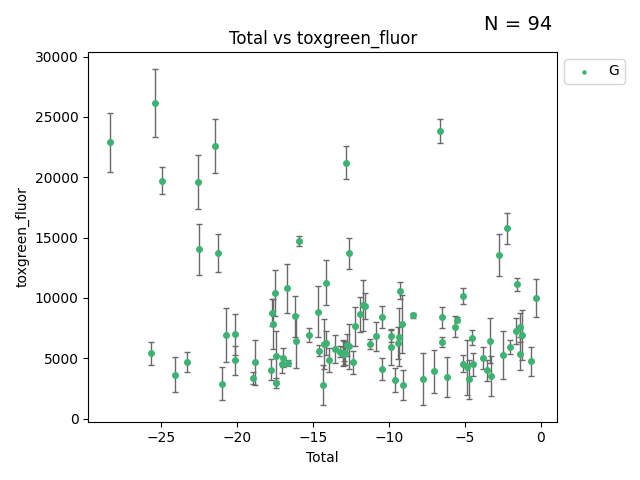 N = 94
Total vs toxgreen_fluor
G
30000
25000
20000
15000
10000
5000
0
toxgreen_fluor
−25 −20 −15 −10 −5 0
Total